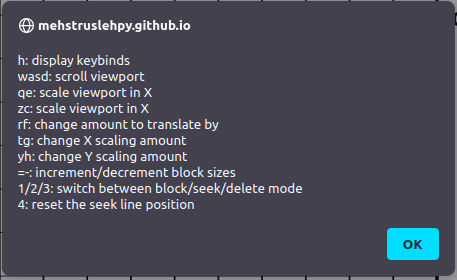 mehstruslehpy.github.io
h: display keybinds
wasd: scroll viewport
qe: scale viewport in X
zc: scale viewport in X
rf: change amount to translate by
tg: change X scaling amount
yh: change Y scaling amount
=-: increment/decrement block sizes
1/2/3: switch between block/seek/delete mode
4: reset the seek line position
OK